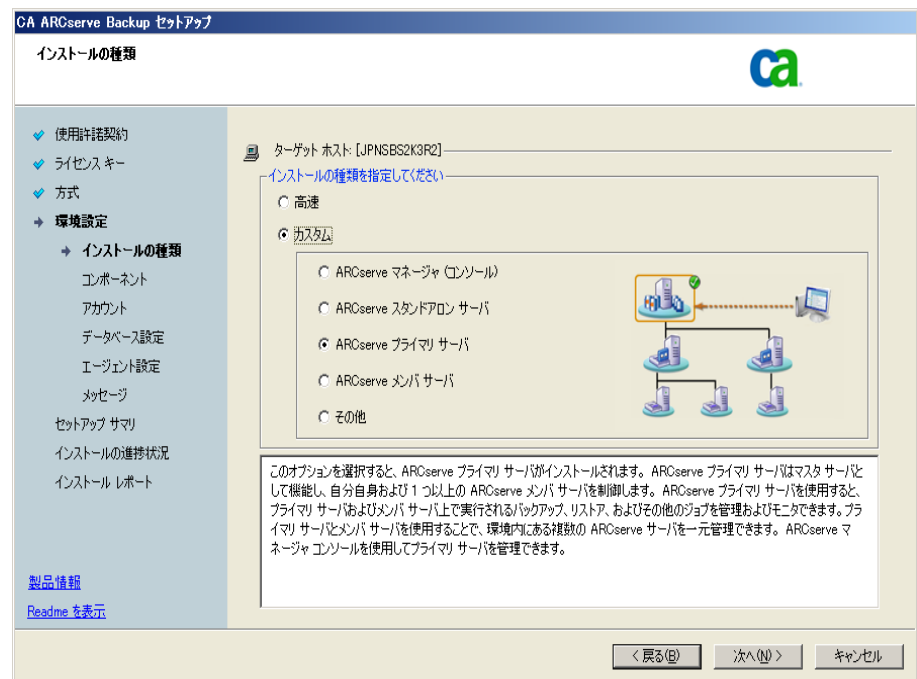 CA ARCserve Backup セットアップ
インストールの種類
ca
使用許諾契約
ライセンス キー
方式
環境設定
インストールの種類
コンポーネント
アカウント
データベース設定
エージェント設定
メッセージ
セットアップ サマリ
インストールの進捗状況
インストール レポート
製品情報
Readme を表示
ターゲット ホスト: [JPNSBS2K3R2]
インストールの種類を指定してください
高速
カスタム
ARCserve マネージャ (コンソール)
ARCserve スタンドアロン サーバ
ARCserve プライマリ サーバ
ARCserve メンバ サーバ
その他
このオプションを選択すると、ARCserve プライマリ サーバがインストールされます。ARCserve プライマリ サーバはマスタ サーバと
して機能し、自分自身および 1 つ以上の ARCserve メンバ サーバを制御します。ARCserve プライマリ サーバを使用すると、
プライマリ サーバおよびメンバ サーバ上で実行されるバックアップ、リストア、およびその他のジョブを管理およびモニタできます。プラ
イマリ サーバとメンバ サーバを使用することで、環境内にある複数の ARCserve サーバを一元管理できます。ARCserve マ
ネージャ コンソールを使用してプライマリ サーバを管理できます。
< 戻る(B)
次へ(N) >
キャンセル